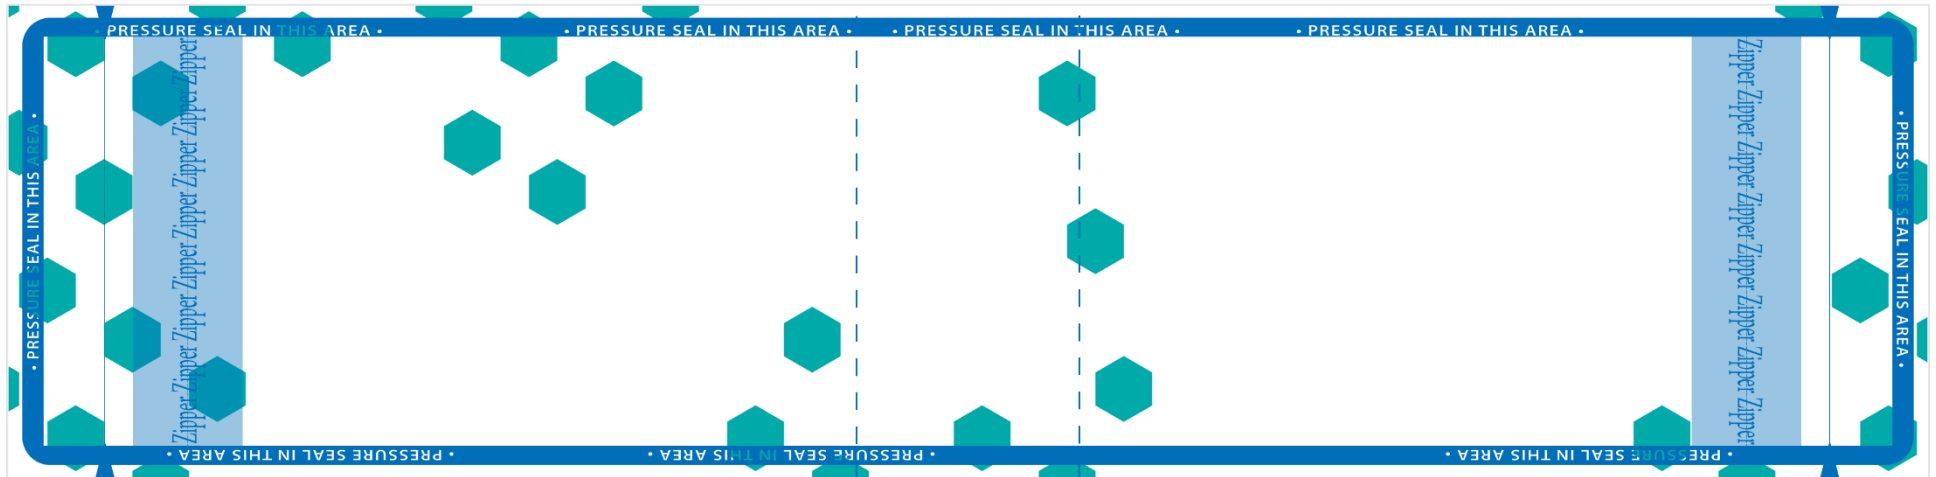 • PRESSURE SEAL IN THIS AREA •
• PRESSURE SEAL IN THIS AREA •
• PRESSURE SEAL IN THIS AREA •
• PRESSURE SEAL IN THIS AREA •
• PRESSURE SEAL IN THIS AREA •
Zipper Zipper Zipper Zipper Zipper Zipper Zipper Zipper
Zipper Zipper Zipper Zipper Zipper Zipper Zipper Zipper
• PRESSURE SEAL IN THIS AREA •
• PRESSURE SEAL IN THIS AREA •
• PRESSURE SEAL IN THIS AREA •
• PRESSURE SEAL IN THIS AREA •